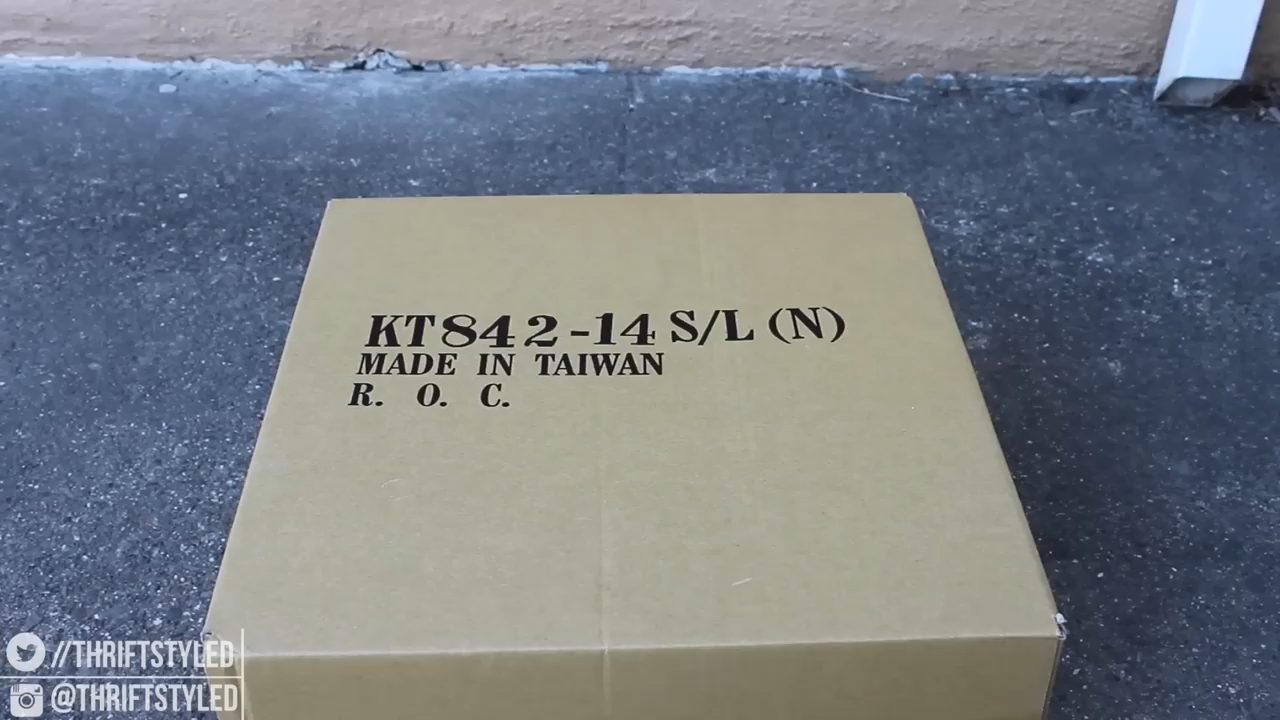 KT842-14 S/L (N)
MADE IN TAIWAN
R. O. C.
//THRIFTSTYLED
@THRIFTSTYLED